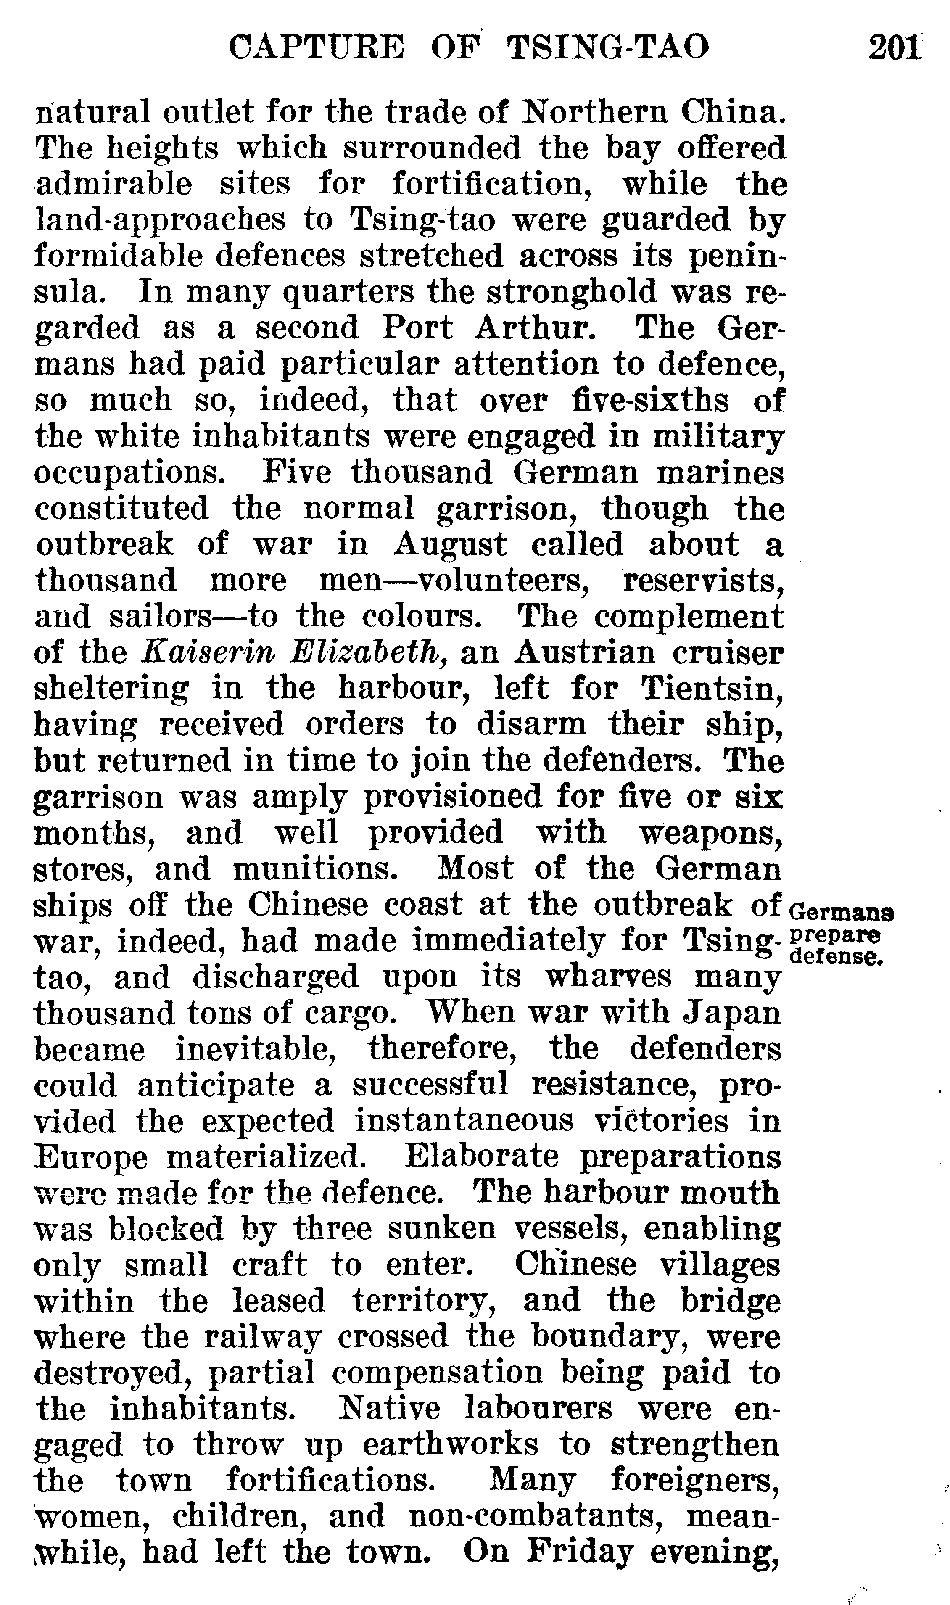 CAPTURE OF TSING-TAO 201
natural outlet for the trade of Northern China.
The heights which surrounded the bay offered
admirable sites for fortification, while the
land-approaches to Tsing-tao were guarded by
formidable defences stretched across its penin-
sula. In many quarters the stronghold was re-
garded as a second Port Arthur. The Ger-
mans had paid particular attention to defence,
so much so, indeed, that over five-sixths of
the white inhabitants were engaged in military
occupations. Five thousand German marines
constituted the normal garrison, though the
outbreak of war in August called about a
thousand more men—volunteers, reservists,
and sailors—to the colours. The complement
of the Kaiserin Elizabeth, an Austrian cruiser
sheltering in the harbour, left for Tientsin,
having received orders to disarm their ship,
but returned in time to join the defenders. The
garrison was amply provisioned for five or six
months, and well provided with weapons,
stores, and munitions. Most of the German
ships off the Chinese coast at the outbreak of
war, indeed, had made immediately for Tsing-
tao, and discharged upon its wharves many
thousand tons of cargo. When war with Japan
became inevitable, therefore, the defenders
could anticipate a successful resistance, pro-
vided the expected instantaneous victories in
Europe materialized. Elaborate preparations
were made for the defence. The harbour mouth
was blocked by three sunken vessels, enabling
only small craft to enter. Chinese villages
within the leased territory, and the bridge
where the railway crossed the boundary, were
destroyed, partial compensation being paid to
the inhabitants. Native labourers were en-
gaged to throw up earthworks to strengthen
the town fortifications. Many foreigners,
women, children, and non-combatants, mean-
while, had left the town. On Friday evening,
Germans
prepare
defense.